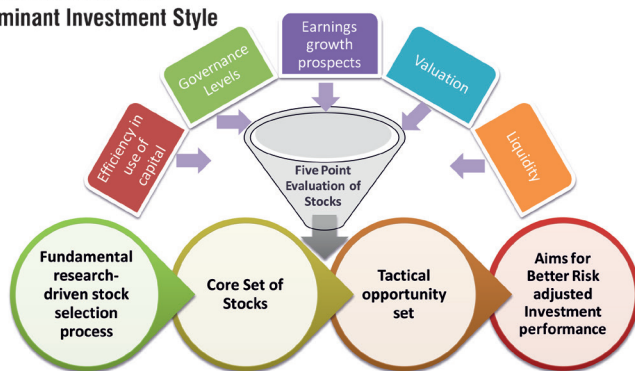 minant Investment Style
Efficiency in
use of
capital
Governance
Levels
Earnings
growth
prospects
Valuation
Liquidity
Five Point
Evaluation of
Stocks
Fundamental
research-
driven stock
selection
process
Core Set of
Stocks
Tactical
opportunity
set
Aims for
Better Risk
adjusted
Investment
performance